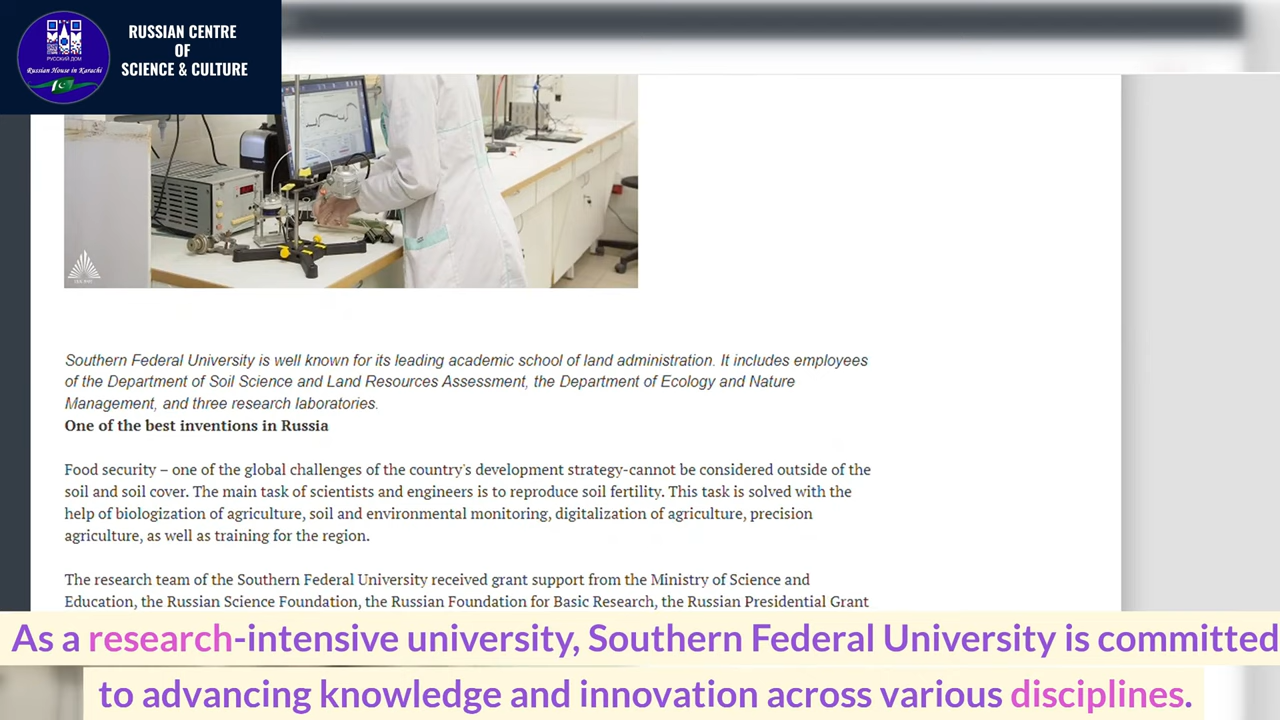 RUSSIAN CENTRE
OF
SCIENCE & CULTURE
РУССКИЙ ДОМ
Russian House in Karachi
Southern Federal University is well known for its leading academic school of land administration. It includes employees
of the Department of Soil Science and Land Resources Assessment, the Department of Ecology and Nature
Management, and three research laboratories.
One of the best inventions in Russia
Food security – one of the global challenges of the country's development strategy-cannot be considered outside of the
soil and soil cover. The main task of scientists and engineers is to reproduce soil fertility. This task is solved with the
help of biologization of agriculture, soil and environmental monitoring, digitalization of agriculture, precision
agriculture, as well as training for the region.
The research team of the Southern Federal University received grant support from the Ministry of Science and
Education, the Russian Science Foundation, the Russian Foundation for Basic Research, the Russian Presidential Grant
As a research-intensive university, Southern Federal University is committed
to advancing knowledge and innovation across various disciplines.